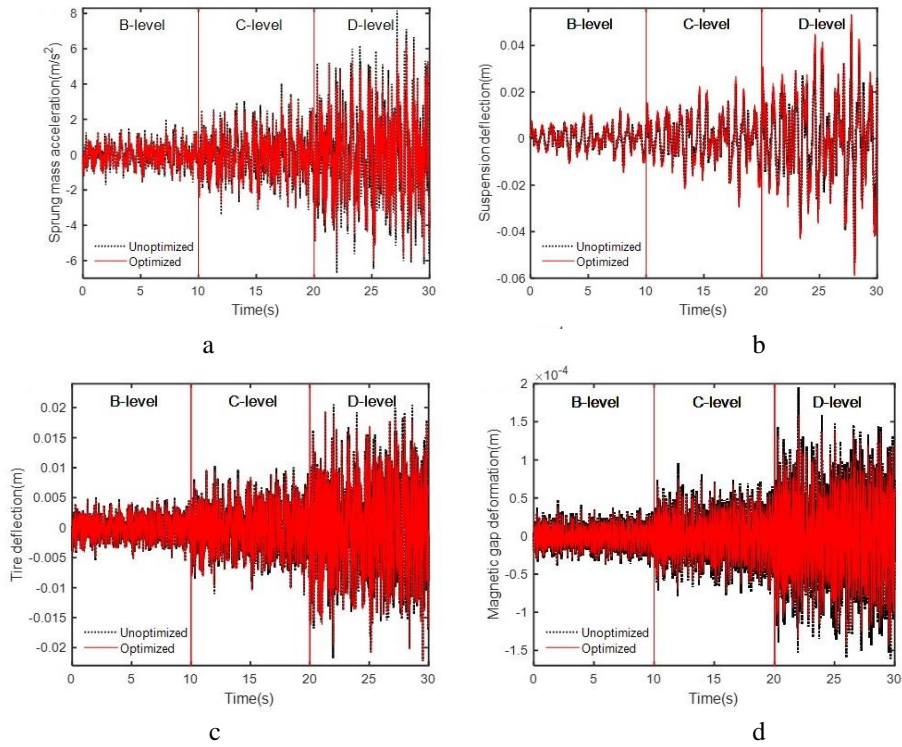 B-level
C-level
D-level
8
6
4
2
0
-2
-4
-6
Sprung mass acceleration(m/s²)
Unoptimized
Optimized
0
5
10
15
20
25
30
Time(s)
a
B-level
C-level
D-level
0.04
0.02
0
-0.02
-0.04
-0.06
Suspension deflection(m)
Unoptimized
Optimized
0
5
10
15
20
25
30
Time(s)
b
B-level
C-level
D-level
0.02
0.015
0.01
0.005
0
-0.005
-0.01
-0.015
-0.02
Tire deflection(m)
Unoptimized
Optimized
0
5
10
15
20
25
30
Time(s)
c
×10⁻⁴
B-level
C-level
D-level
2
1.5
1
0.5
0
-0.5
-1
-1.5
Magnetic gap deformation(m)
Unoptimized
Optimized
0
5
10
15
20
25
30
Time(s)
d